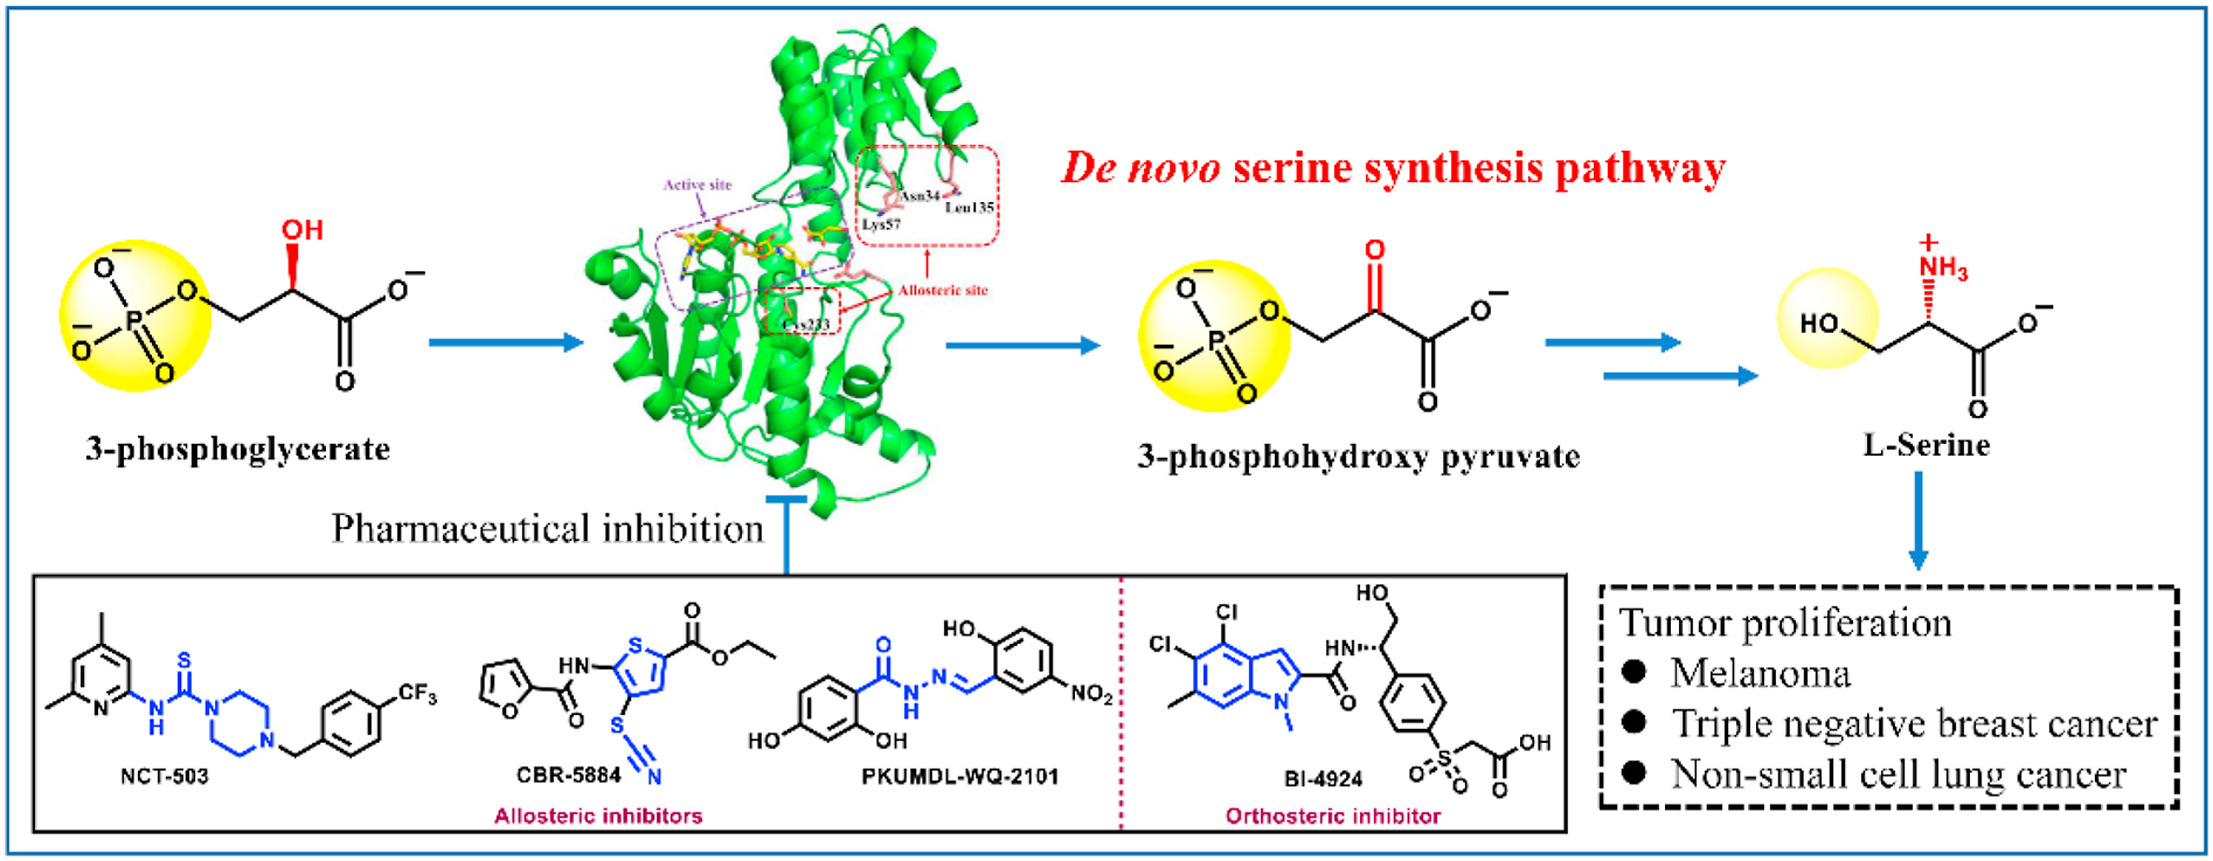 De novo serine synthesis pathway
Active site
Asn34
Leu135
Lys57
Allosteric site
Cys233
OH
O−
O−
O
P
O−
O
O
3-phosphoglycerate
O
O−
O
O−
P
O−
O
O
3-phosphohydroxy pyruvate
+
NH3
HO
O−
O
L-Serine
Pharmaceutical inhibition
S
N
N
H
N
N
CF3
NCT-503
O
S
O
HN
O
O
S
N
CBR-5884
HO
O
N
N
H
NO2
HO
OH
PKUMDL-WQ-2101
Allosteric inhibitors
HO
Cl
Cl
HN
N
O
S
O
O
OH
O
BI-4924
Orthosteric inhibitor
Tumor proliferation
● Melanoma
● Triple negative breast cancer
● Non-small cell lung cancer